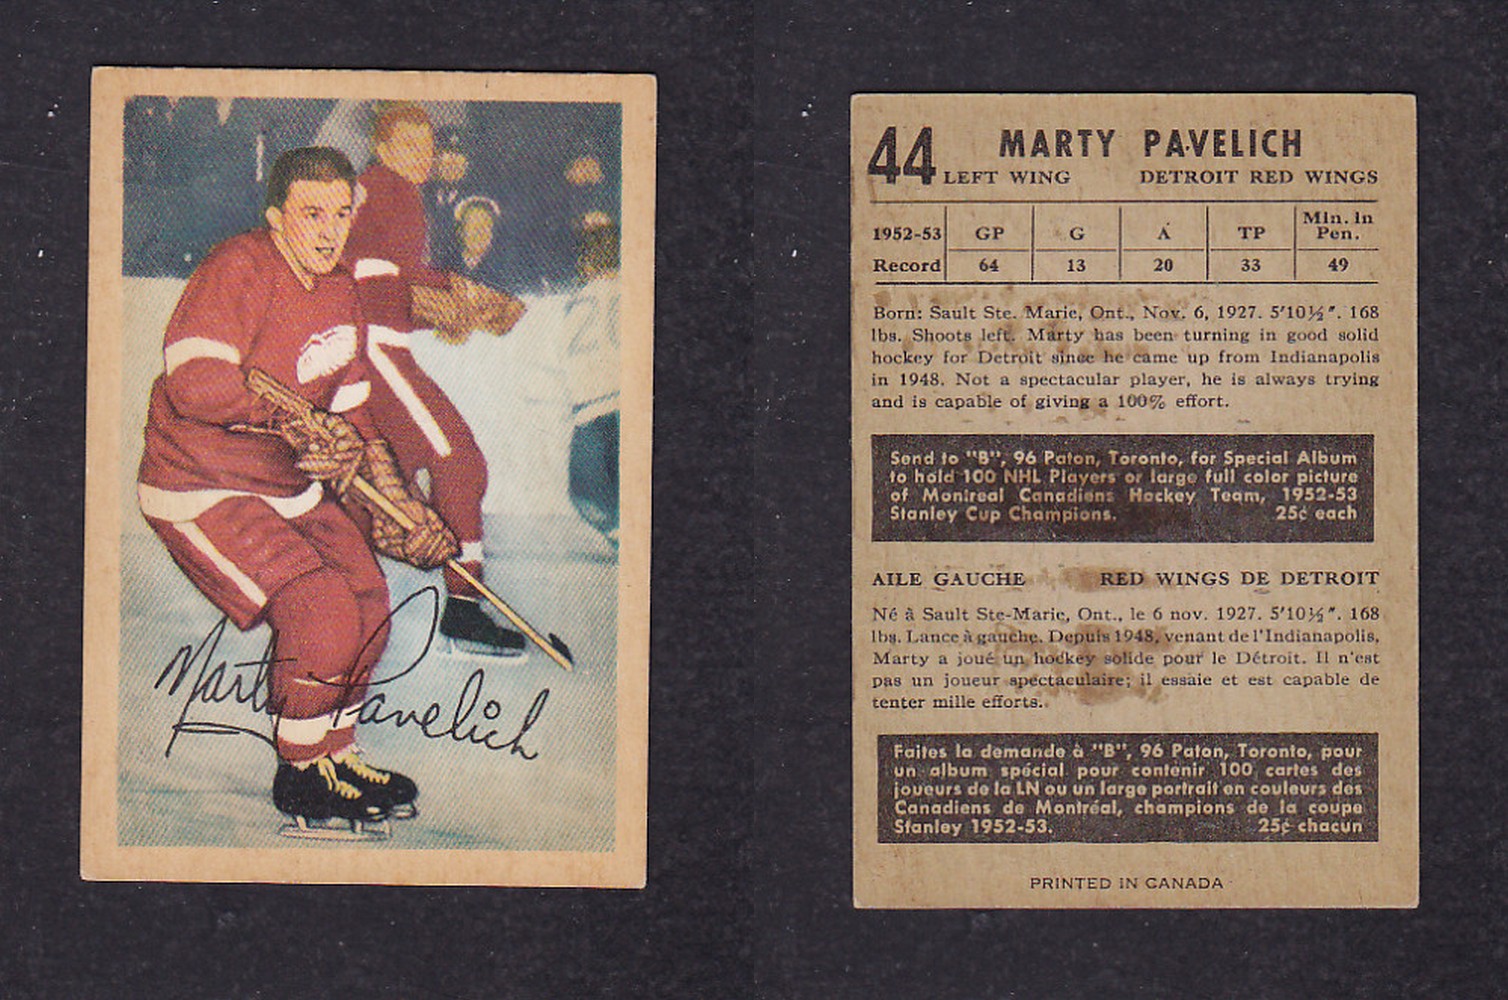 Marty Pavelich
20
44 MARTY PAVELICH
LEFT WING DETROIT RED WINGS
1952-53 GP G A TP Min. in Pen.
Record 64 13 20 33 49
Born: Sault Ste. Marie, Ont., Nov. 6, 1927. 5'10½". 168
lbs. Shoots left. Marty has been turning in good solid
hockey for Detroit since he came up from Indianapolis
in 1948. Not a spectacular player, he is always trying
and is capable of giving a 100% effort.
Send to "B", 96 Paton, Toronto, for Special Album
to hold 100 NHL Players or large full color picture
of Montreal Canadiens Hockey Team, 1952-53
Stanley Cup Champions. 25¢ each
AILE GAUCHE RED WINGS DE DETROIT
Né à Sault Ste-Marie, Ont., le 6 nov. 1927. 5'10½". 168
lbs. Lance à gauche. Depuis 1948, venant de l'Indianapolis,
Marty a joué un hockey solide pour le Détroit. Il n'est
pas un joueur spectaculaire; il essaie et est capable de
tenter mille efforts.
Faites la demande à "B", 96 Paton, Toronto, pour
un album spécial pour contenir 100 cartes des
joueurs de la LN ou un large portrait en couleurs des
Canadiens de Montréal, champions de la coupe
Stanley 1952-53. 25¢ chacun
PRINTED IN CANADA